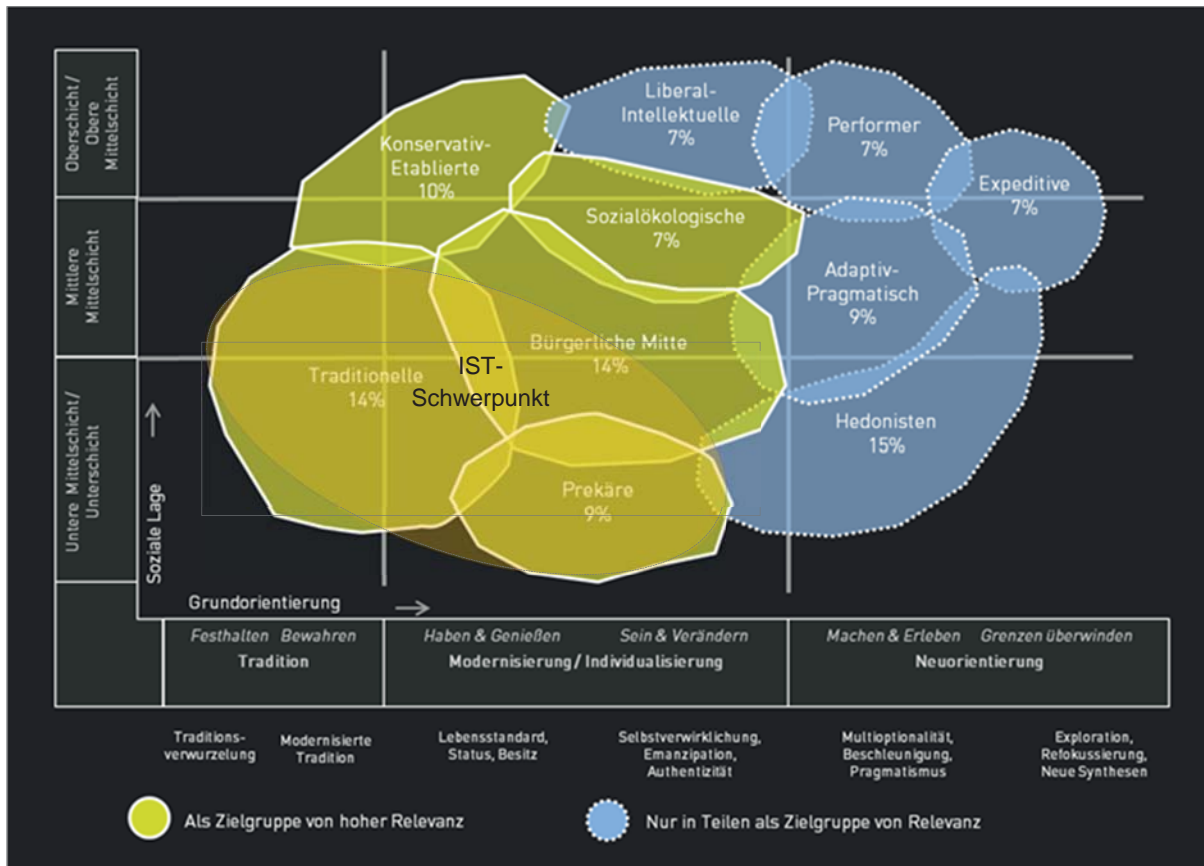 Oberschicht/
Obere
Mittelschicht
Mittlere
Mittelschicht
Untere Mittelschicht/
Unterschicht
Soziale Lage
Konservativ-
Etablierte
10%
Liberal-
Intellektuelle
7%
Performer
7%
Expeditive
7%
Sozialökologische
7%
Adaptiv-
Pragmatisch
9%
Bürgerliche Mitte
14%
Traditionelle
14%
IST-
Schwerpunkt
Hedonisten
15%
Prekäre
9%
Grundorientierung
Festhalten Bewahren
Tradition
Haben & Genießen Sein & Verändern
Modernisierung / Individualisierung
Machen & Erleben Grenzen überwinden
Neuorientierung
Traditions-
verwurzelung
Modernisierte
Tradition
Lebensstandard,
Status, Besitz
Selbstverwirklichung,
Emanzipation,
Authentizität
Multioptionalität,
Beschleunigung,
Pragmatismus
Exploration,
Refokussierung,
Neue Synthesen
Als Zielgruppe von hoher Relevanz
Nur in Teilen als Zielgruppe von Relevanz